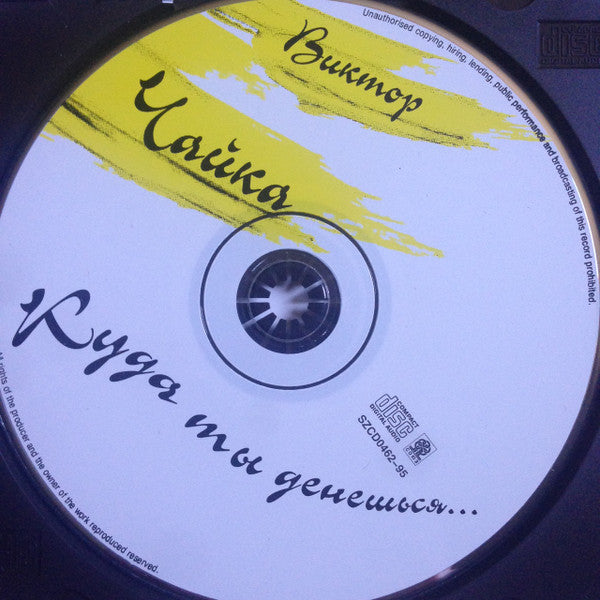 Unauthorised copying, hiring, lending, public performance and broadcasting of this record prohibited.
Виктор
Чайка
Куда ты денешься...
COMPACT
disc
DIGITAL AUDIO
SZCD0462-95
All rights of the producer and the owner of the work reproduced reserved.